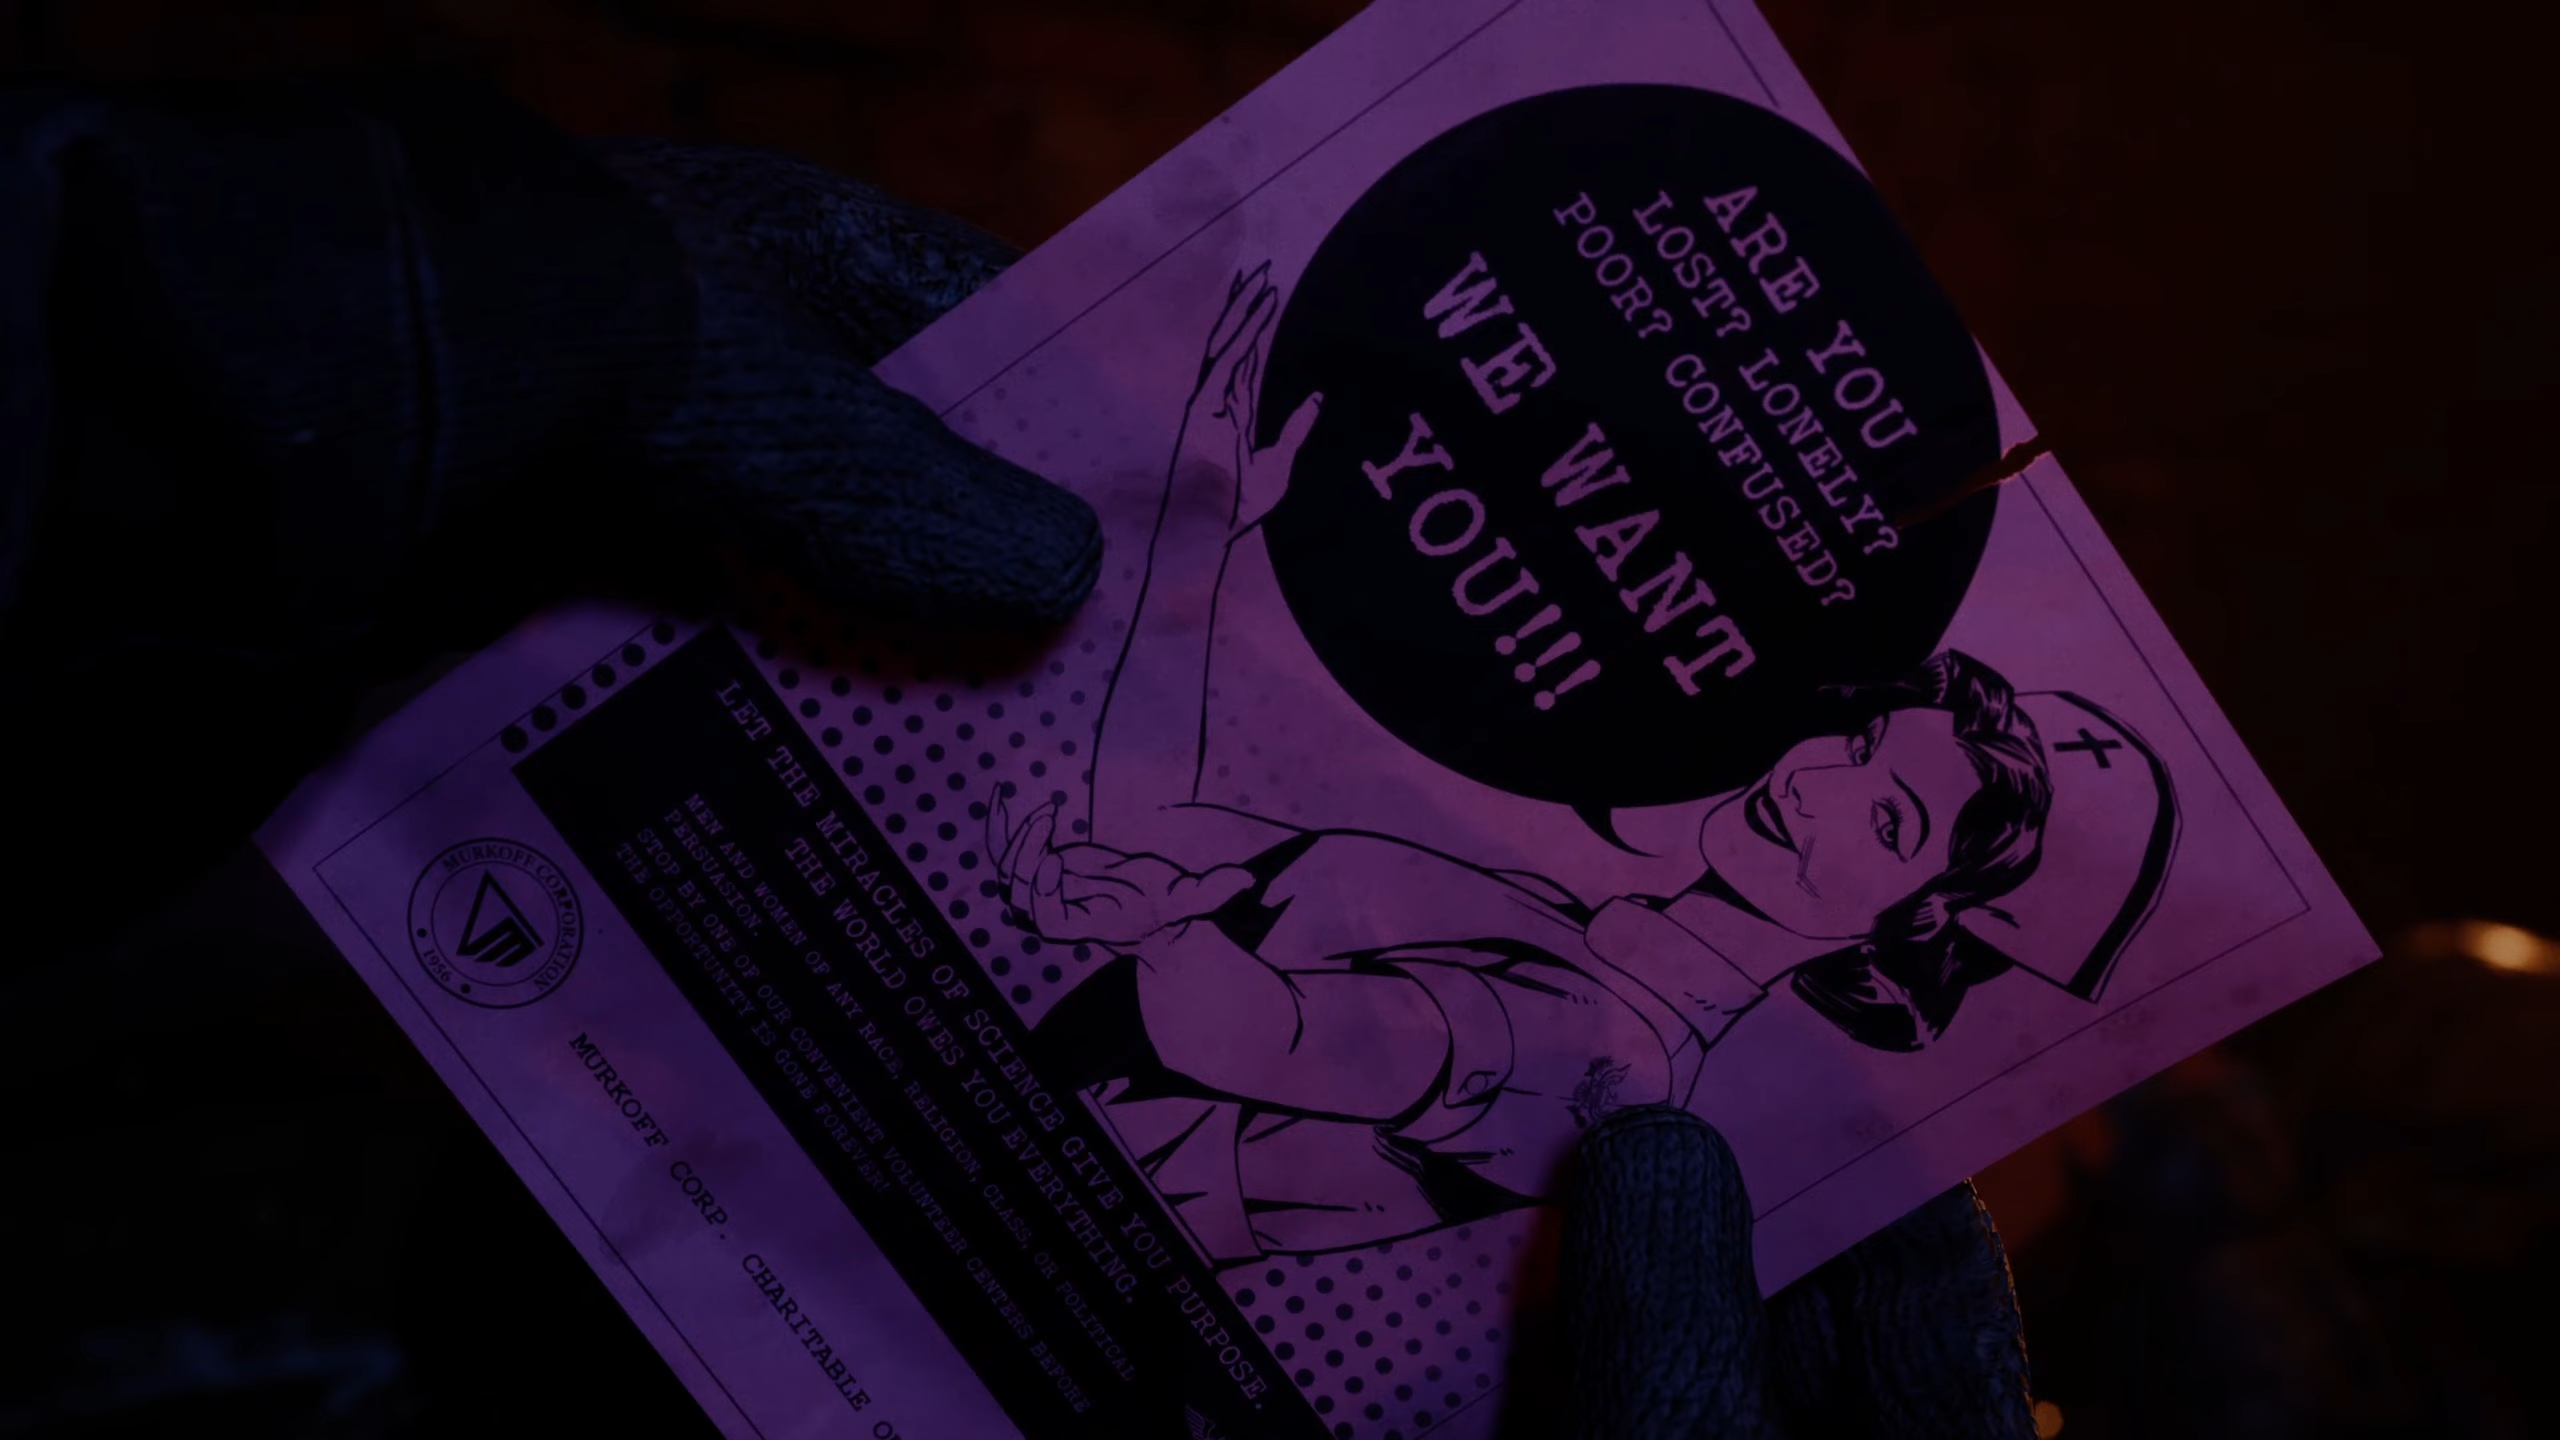 ARE YOU
LOST? LONELY?
POOR? CONFUSED?
WE WANT
YOU!!!
LET THE MIRACLES OF SCIENCE GIVE YOU PURPOSE.
THE WORLD OWES YOU EVERYTHING.
MEN AND WOMEN OF ANY RACE, RELIGION, CLASS, OR POLITICAL
PERSUASION.
STOP BY ONE OF OUR CONVENIENT VOLUNTEER CENTERS BEFORE
THE OPPORTUNITY IS GONE FOREVER!
MURKOFF CORPORATION
1956
MURKOFF CORP. CHARITABLE